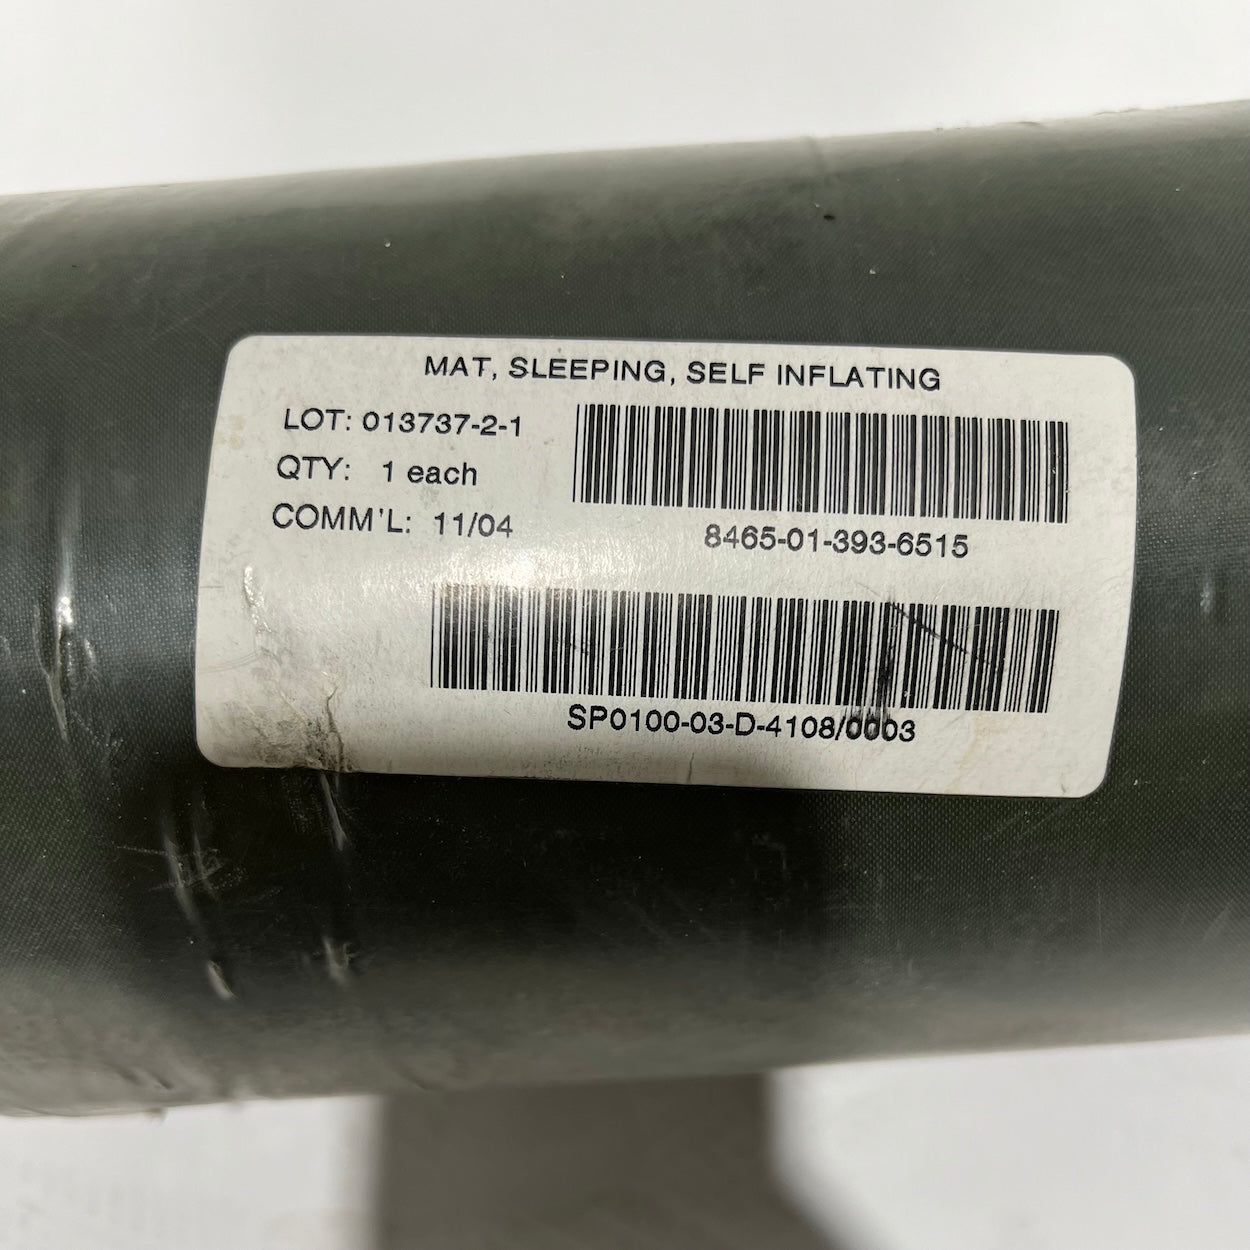 MAT, SLEEPING, SELF INFLATING
LOT: 013737-2-1
QTY: 1 each
COMM'L: 11/04
8465-01-393-6515
SP0100-03-D-4108/0003